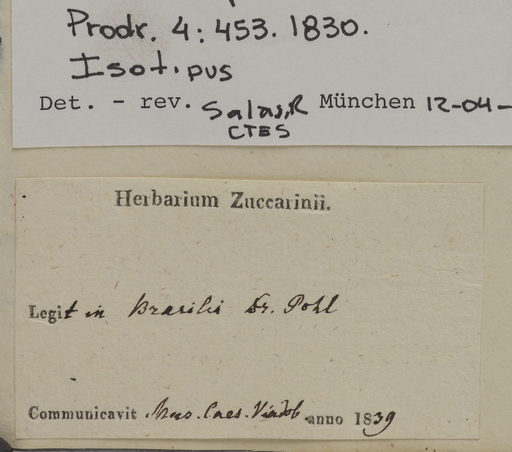 Prodr. 4: 453. 1830.
Isotipus
Det. - rev. Salas, R München 12-04-
CTES
Herbarium Zuccarinii.
Legit in Brasilia Dr. Pohl
Communicavit Mus. Caes. Vindob. anno 1839